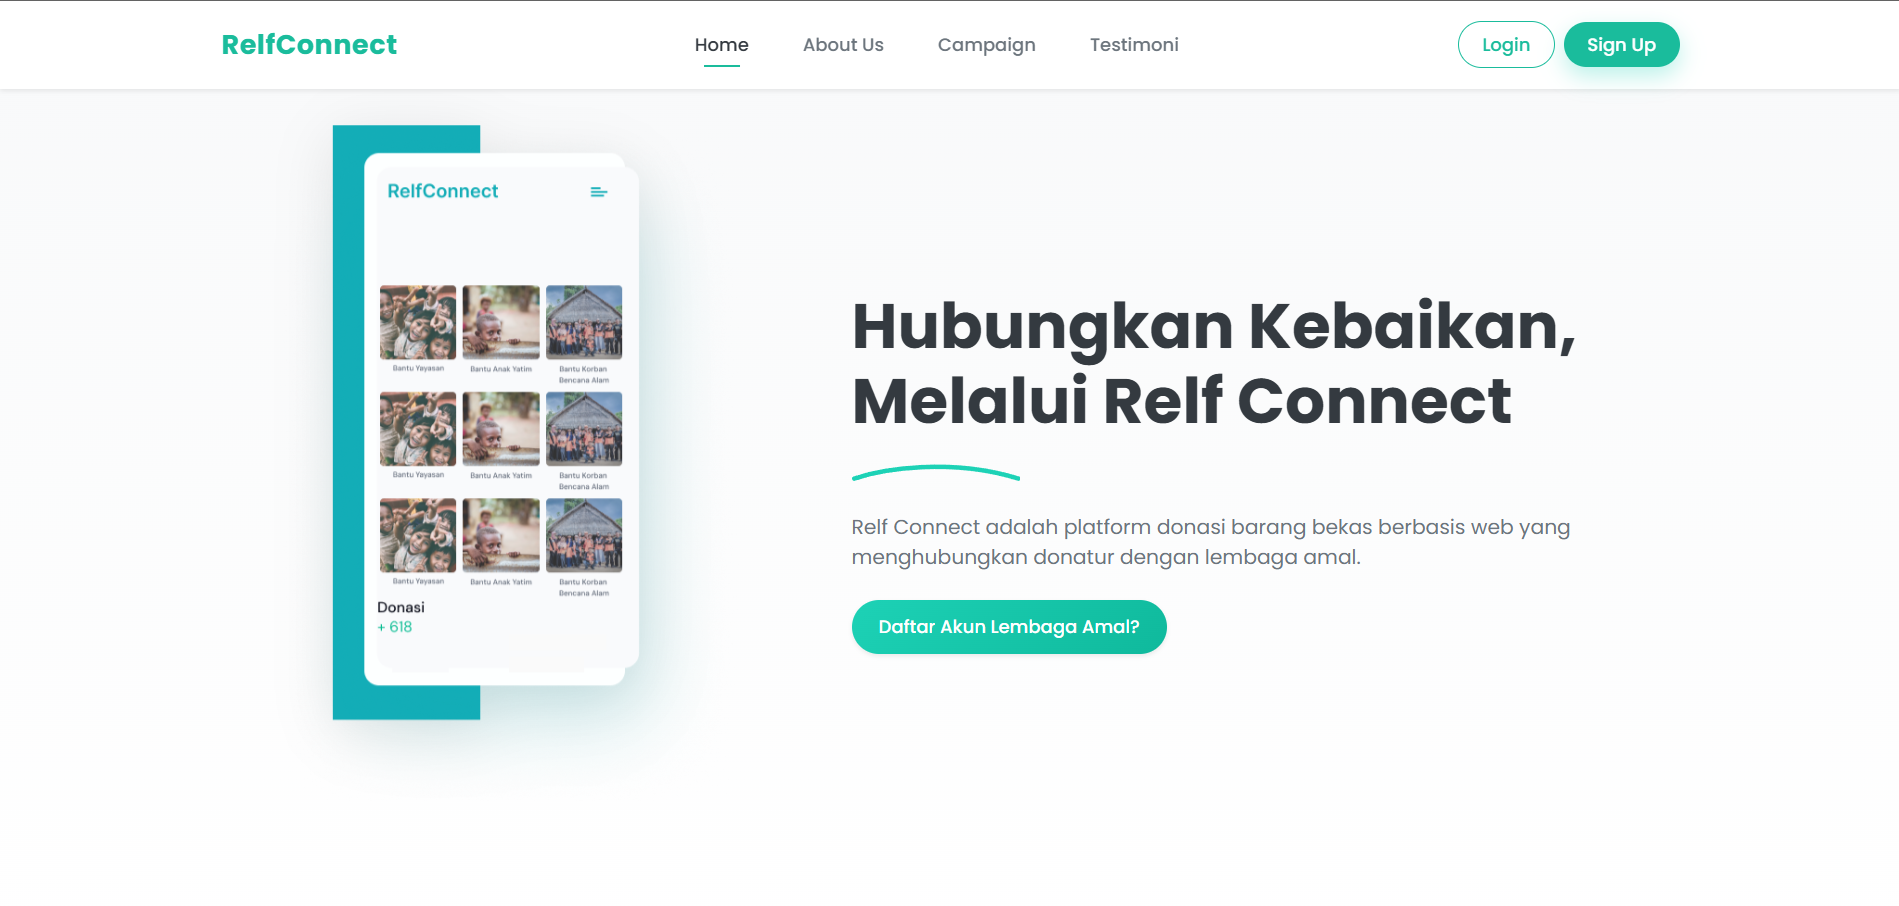 RelfConnect
Home About Us Campaign Testimoni
Login Sign Up
RelfConnect
Bantu Yayasan Bantu Anak Yatim Bantu Korban
Bencana Alam
Bantu Yayasan Bantu Anak Yatim Bantu Korban
Bencana Alam
Bantu Yayasan Bantu Anak Yatim Bantu Korban
Bencana Alam
Donasi
+ 618
Hubungkan Kebaikan,
Melalui Relf Connect
Relf Connect adalah platform donasi barang bekas berbasis web yang
menghubungkan donatur dengan lembaga amal.
Daftar Akun Lembaga Amal?